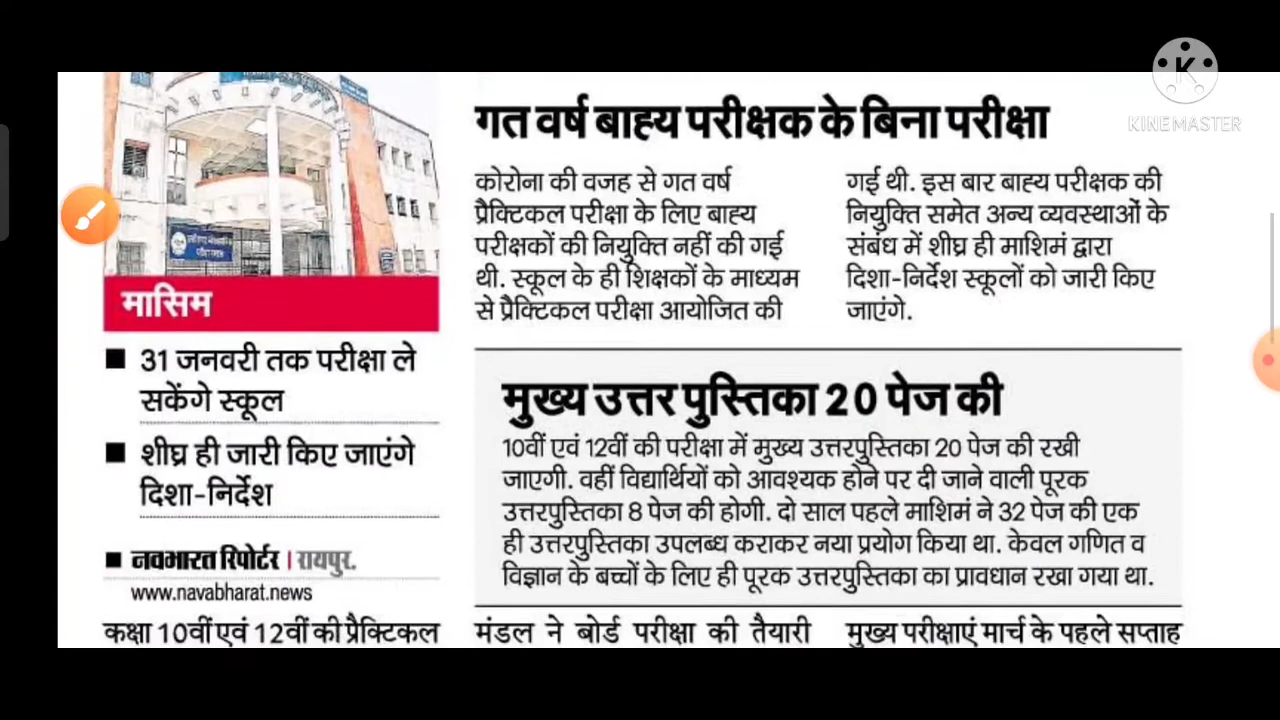 KINEMASTER
मासिम
31 जनवरी तक परीक्षा ले
सकेंगे स्कूल
शीघ्र ही जारी किए जाएंगे
दिशा-निर्देश
नवभारत रिपोर्टर | रायपुर.
www.navabharat.news
कक्षा 10वीं एवं 12वीं की प्रैक्टिकल
गत वर्ष बाह्य परीक्षक के बिना परीक्षा
कोरोना की वजह से गत वर्ष
प्रैक्टिकल परीक्षा के लिए बाह्य
परीक्षकों की नियुक्ति नहीं की गई
थी. स्कूल के ही शिक्षकों के माध्यम
से प्रैक्टिकल परीक्षा आयोजित की
गई थी. इस बार बाह्य परीक्षक की
नियुक्ति समेत अन्य व्यवस्थाओं के
संबंध में शीघ्र ही माशिमं द्वारा
दिशा-निर्देश स्कूलों को जारी किए
जाएंगे.
मुख्य उत्तर पुस्तिका 20 पेज की
10वीं एवं 12वीं की परीक्षा में मुख्य उत्तरपुस्तिका 20 पेज की रखी
जाएगी. वहीं विद्यार्थियों को आवश्यक होने पर दी जाने वाली पूरक
उत्तरपुस्तिका 8 पेज की होगी. दो साल पहले माशिमं ने 32 पेज की एक
ही उत्तरपुस्तिका उपलब्ध कराकर नया प्रयोग किया था. केवल गणित व
विज्ञान के बच्चों के लिए ही पूरक उत्तरपुस्तिका का प्रावधान रखा गया था.
मंडल ने बोर्ड परीक्षा की तैयारी
मुख्य परीक्षाएं मार्च के पहले सप्ताह